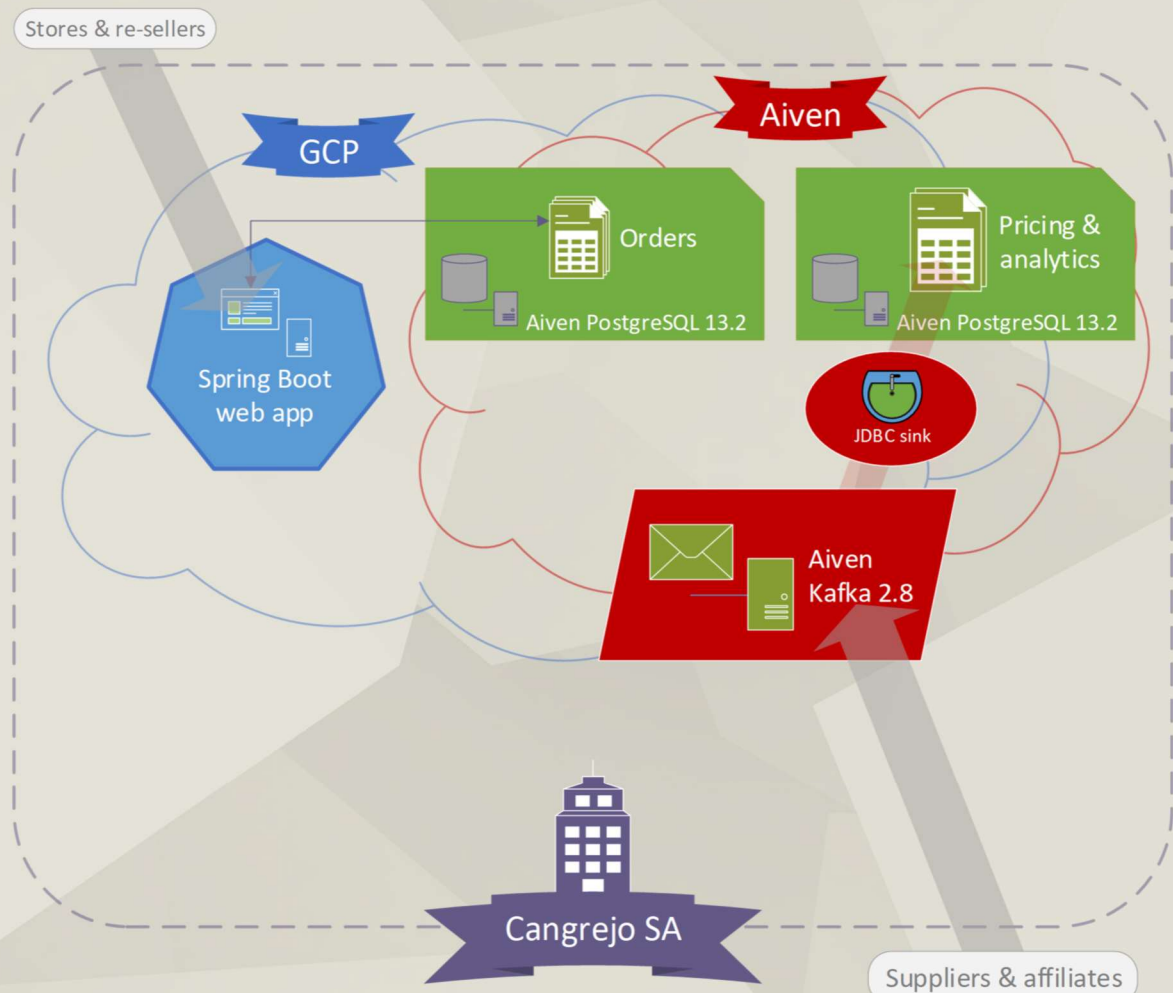 Stores & re-sellers
GCP
Aiven
Orders
Aiven PostgreSQL 13.2
Pricing &
analytics
Aiven PostgreSQL 13.2
Spring Boot
web app
JDBC sink
Aiven
Kafka 2.8
Cangrejo SA
Suppliers & affiliates